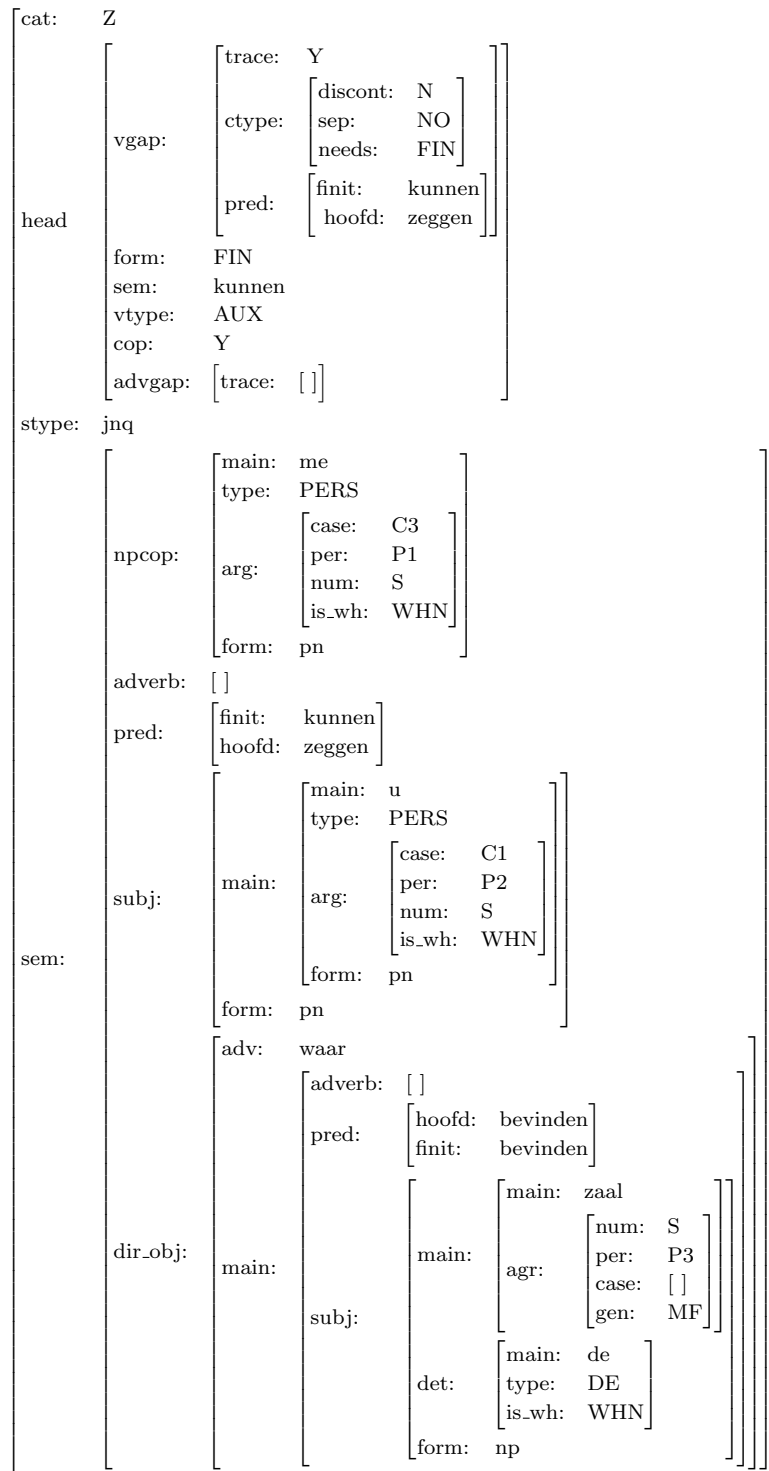 cat: Z
head
vgap:
trace: Y
ctype:
discont: N
sep: NO
needs: FIN
pred:
finit: kunnen
hoofd: zeggen
form: FIN
sem: kunnen
vtype: AUX
cop: Y
advgap: [trace: [ ]]
stype: jnq
sem:
npcop:
main: me
type: PERS
arg:
case: C3
per: P1
num: S
is_wh: WHN
form: pn
adverb: [ ]
pred:
finit: kunnen
hoofd: zeggen
subj:
main:
main: u
type: PERS
arg:
case: C1
per: P2
num: S
is_wh: WHN
form: pn
form: pn
dir_obj:
adv: waar
main:
adverb: [ ]
pred:
hoofd: bevinden
finit: bevinden
subj:
main:
main: zaal
agr:
num: S
per: P3
case: [ ]
gen: MF
det:
main: de
type: DE
is_wh: WHN
form: np